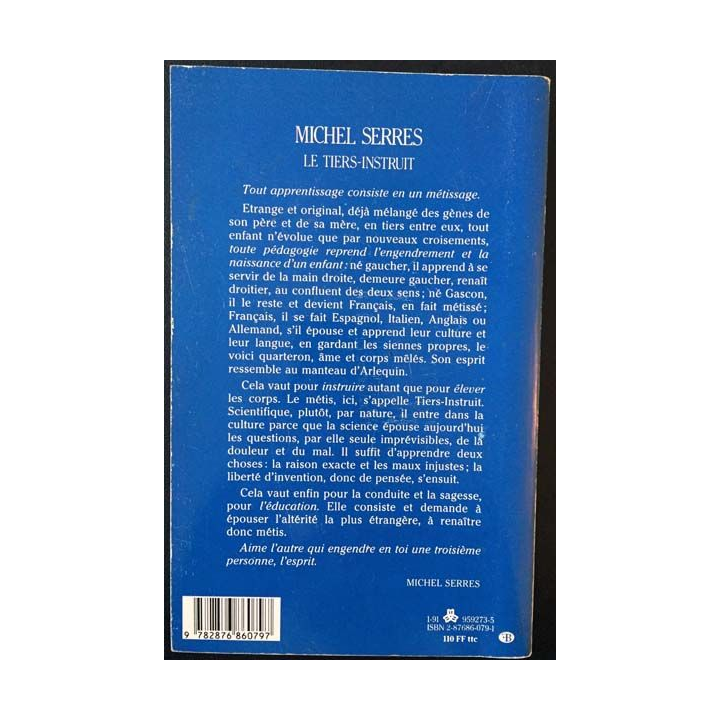 MICHEL SERRES
LE TIERS-INSTRUIT
Tout apprentissage consiste en un métissage.
Etrange et original, déjà mélangé des gènes de
son père et de sa mère, en tiers entre eux, tout
enfant n'évolue que par nouveaux croisements,
toute pédagogie reprend l'engendrement et la
naissance d'un enfant : né gaucher, il apprend à se
servir de la main droite, demeure gaucher, renaît
droitier, au confluent des deux sens ; né Gascon,
il le reste et devient Français, en fait métissé ;
Français, il se fait Espagnol, Italien, Anglais ou
Allemand, s'il épouse et apprend leur culture et
leur langue, en gardant les siennes propres, le
voici quarteron, âme et corps mêlés. Son esprit
ressemble au manteau d'Arlequin.
Cela vaut pour instruire autant que pour élever
les corps. Le métis, ici, s'appelle Tiers-Instruit.
Scientifique, plutôt, par nature, il entre dans la
culture parce que la science épouse aujourd'hui
les questions, par elle seule imprévisibles, de la
douleur et du mal. Il suffit d'apprendre deux
choses : la raison exacte et les maux injustes ; la
liberté d'invention, donc de pensée, s'ensuit.
Cela vaut enfin pour la conduite et la sagesse,
pour l'éducation. Elle consiste et demande à
épouser l'altérité la plus étrangère, à renaître
donc métis.
Aime l'autre qui engendre en toi une troisième
personne, l'esprit.
MICHEL SERRES
1-91 959273-5
ISBN 2-87686-079-1
110 FF ttc
B
9 782876 860797